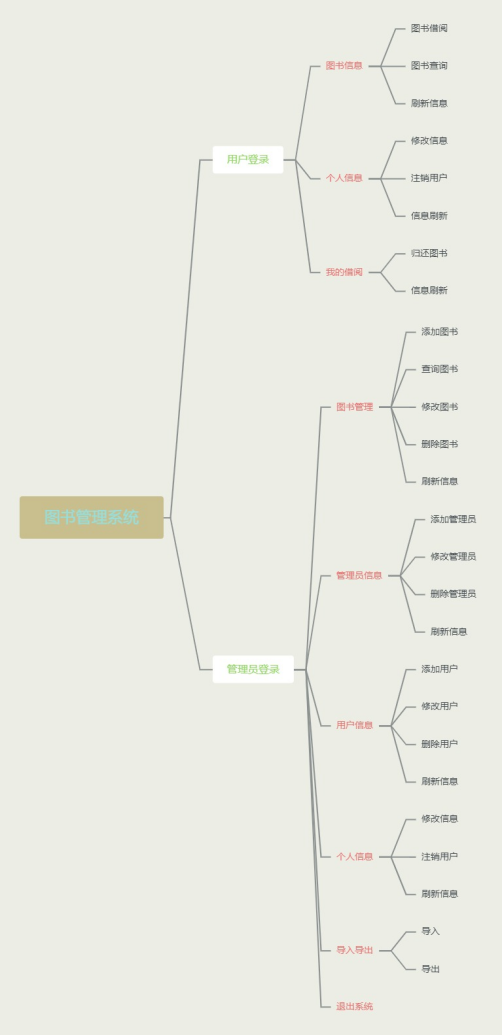 图书管理系统
用户登录
图书信息
图书借阅
图书查询
刷新信息
个人信息
修改信息
注销用户
信息刷新
我的借阅
归还图书
信息刷新
管理员登录
图书管理
添加图书
查询图书
修改图书
删除图书
刷新信息
管理员信息
添加管理员
修改管理员
删除管理员
刷新信息
用户信息
添加用户
修改用户
删除用户
刷新信息
个人信息
修改信息
注销用户
刷新信息
导入导出
导入
导出
退出系统